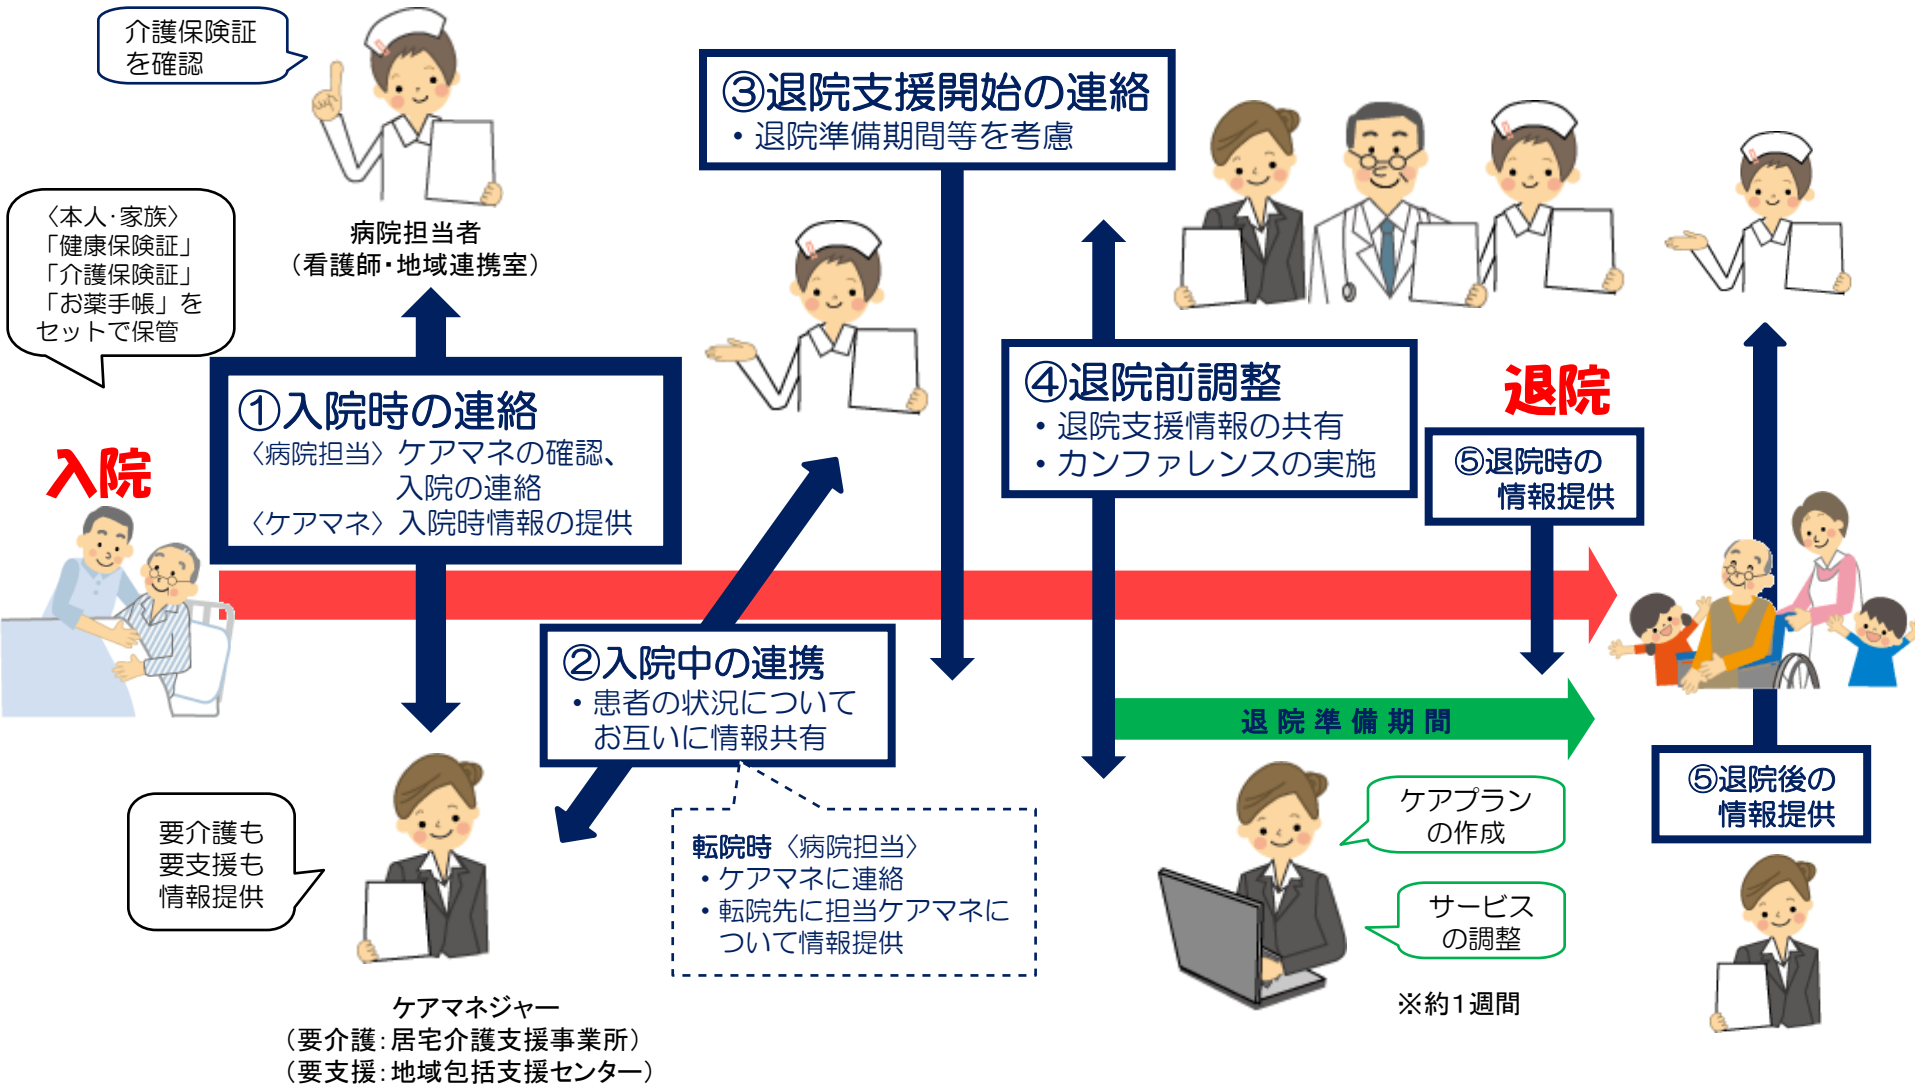 介護保険証
を確認
〈本人・家族〉
「健康保険証」
「介護保険証」
「お薬手帳」を
セットで保管
病院担当者
（看護師・地域連携室）
入院
①入院時の連絡
〈病院担当〉ケアマネの確認、
入院の連絡
〈ケアマネ〉入院時情報の提供
②入院中の連携
・患者の状況について
お互いに情報共有
転院時〈病院担当〉
・ケアマネに連絡
・転院先に担当ケアマネに
ついて情報提供
要介護も
要支援も
情報提供
ケアマネジャー
（要介護：居宅介護支援事業所）
（要支援：地域包括支援センター）
③退院支援開始の連絡
・退院準備期間等を考慮
④退院前調整
・退院支援情報の共有
・カンファレンスの実施
退院
⑤退院時の
情報提供
退院準備期間
ケアプラン
の作成
サービス
の調整
※約1週間
⑤退院後の
情報提供